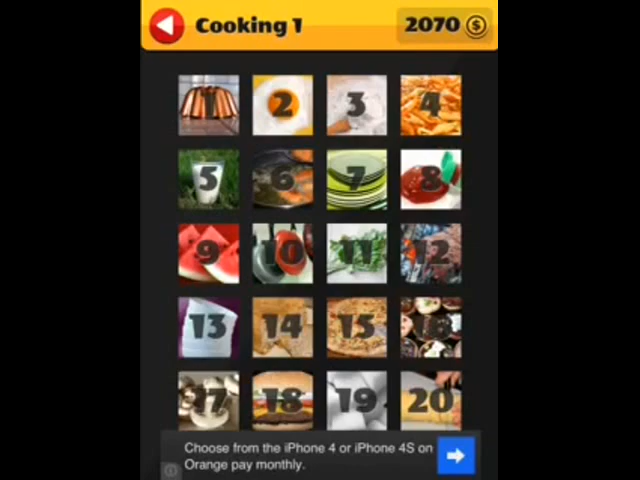 Cooking 1 2070 $
1 2 3 4
5 6 7 8
9 10 11 12
13 14 15 16
17 18 19 20
Choose from the iPhone 4 or iPhone 4S on
Orange pay monthly.